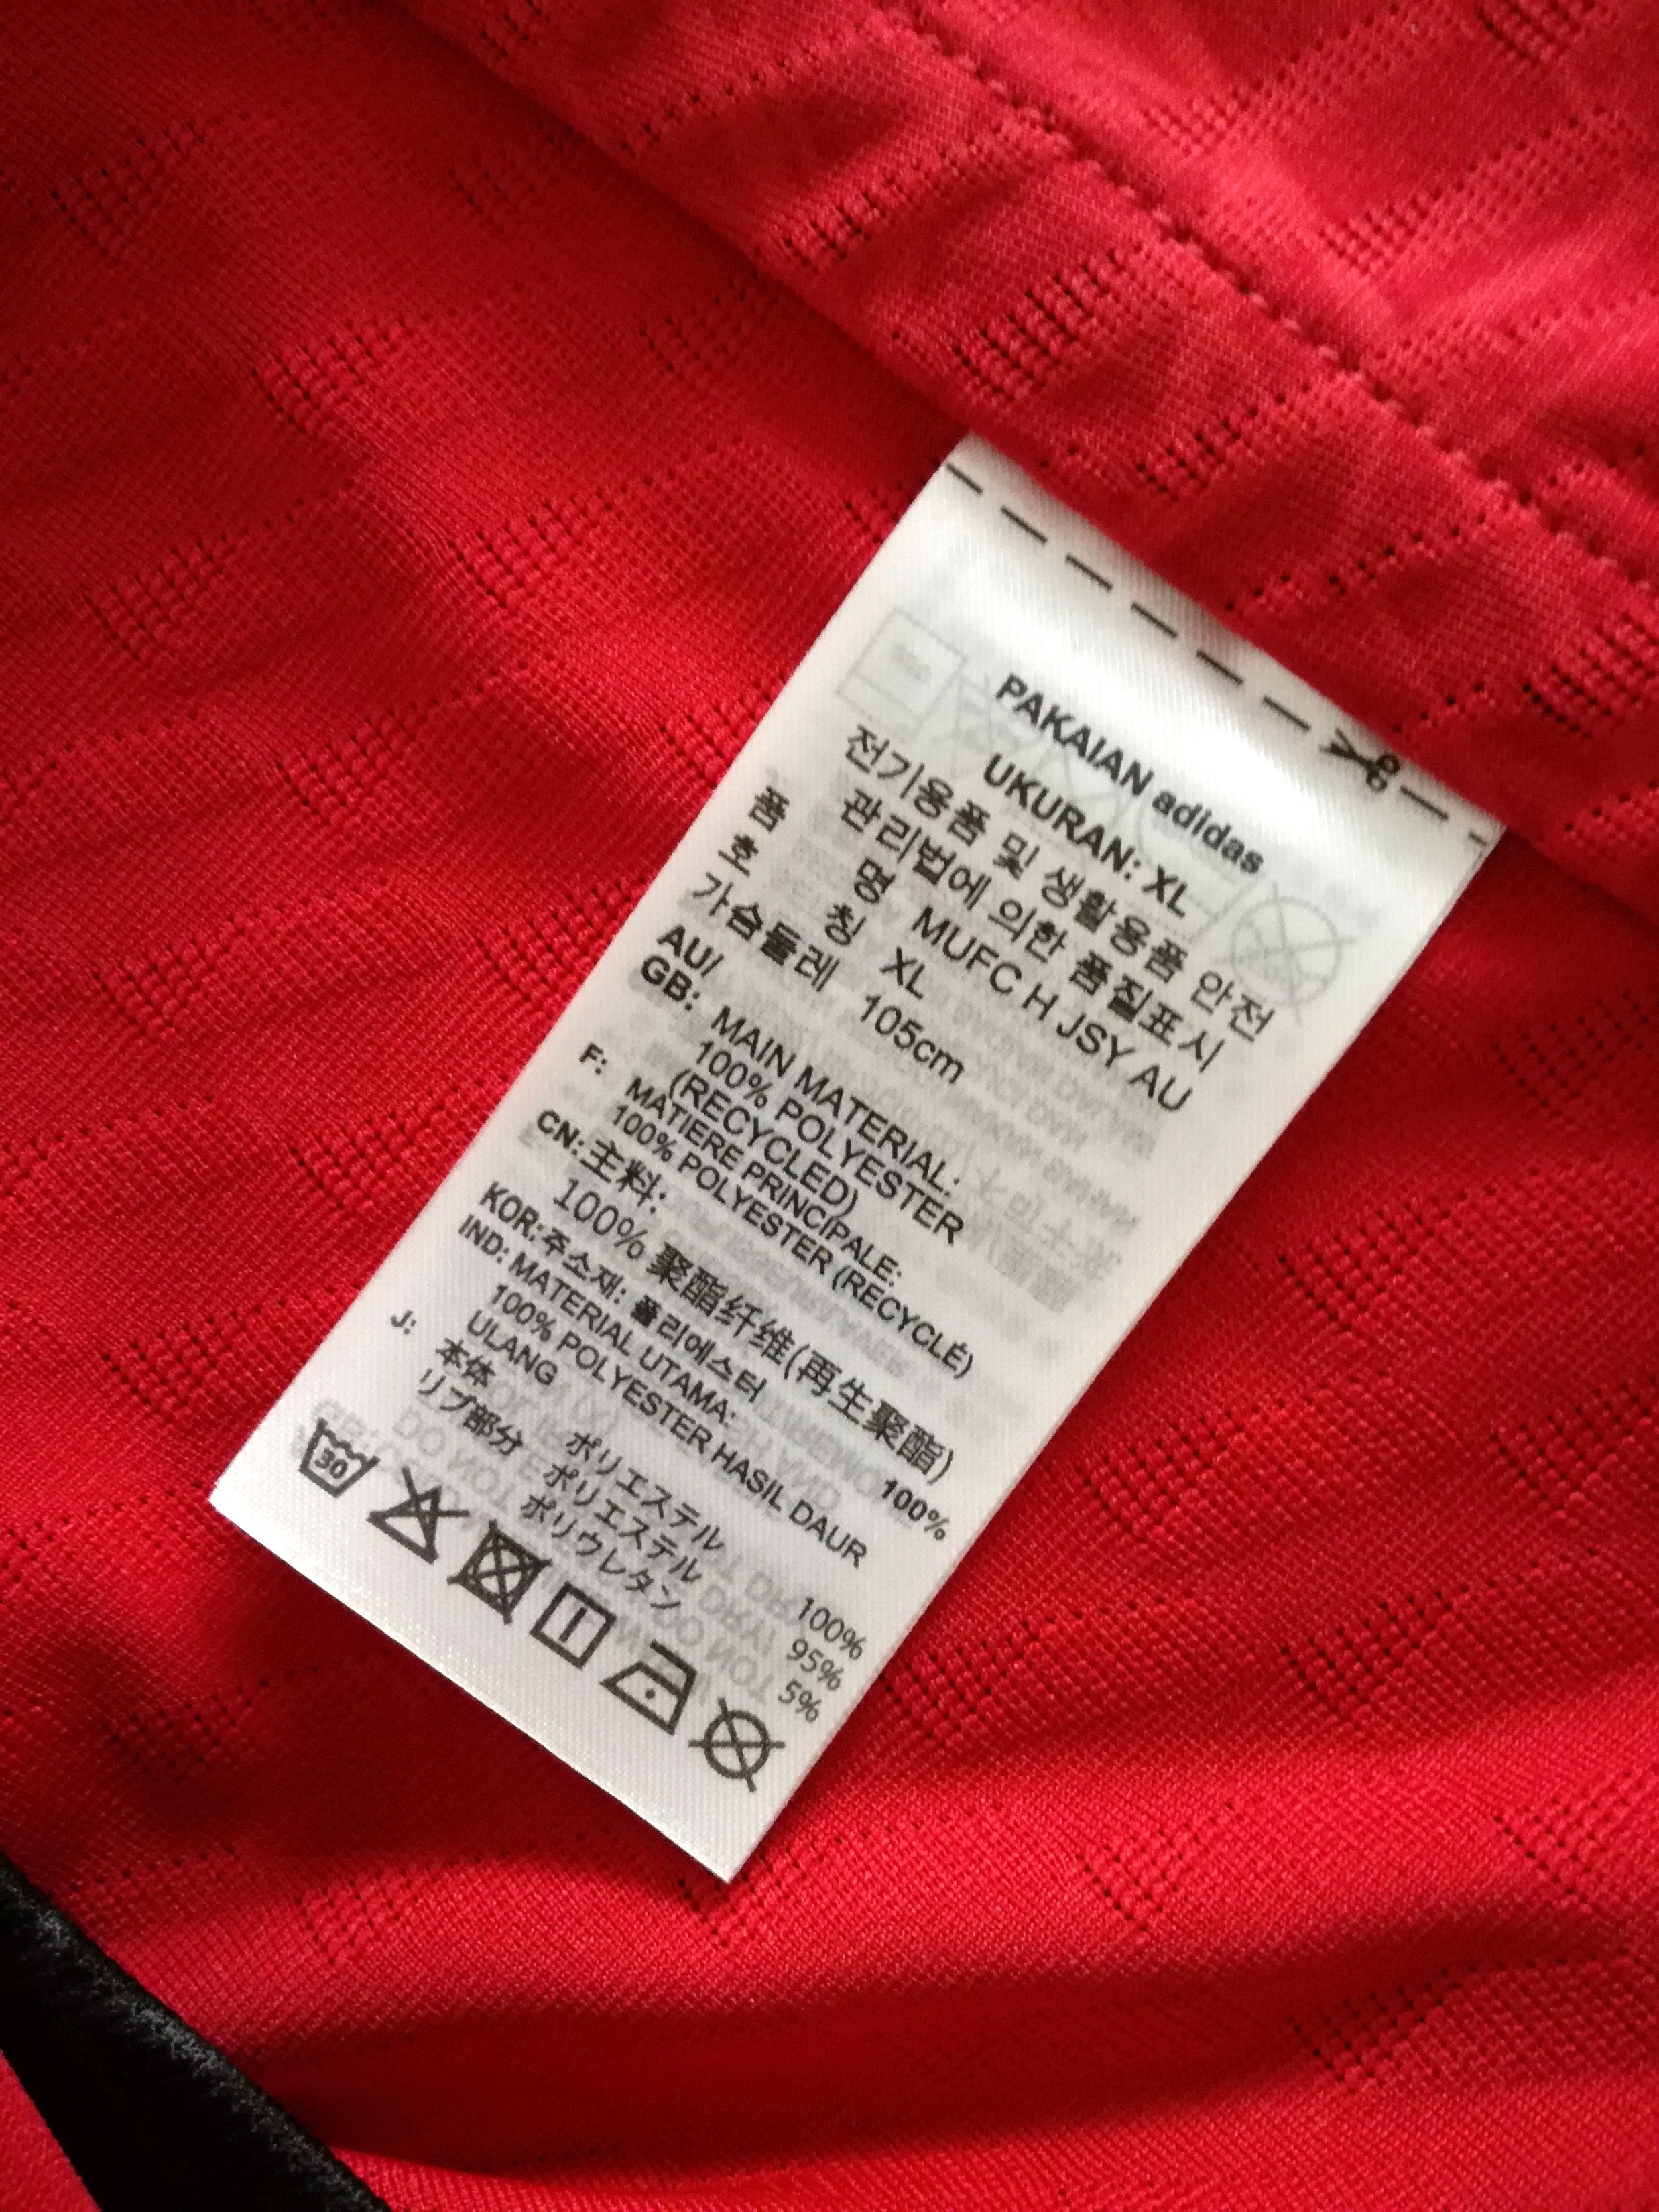 PAKAIAN adidas
UKURAN: XL
전기용품 및 생활용품 안전
관리법에 의한 품질표시
품 명 MUFC H JSY AU
호 칭 XL
가슴둘레 105cm
AU/
GB: MAIN MATERIAL:
100% POLYESTER
(RECYCLED)
F: MATIERE PRINCIPALE:
100% POLYESTER (RECYCLÉ)
CN: 主料:
100% 聚酯纤维(再生聚酯)
KOR: 주소재: 폴리에스터 100%
IND: MATERIAL UTAMA:
100% POLYESTER HASIL DAUR
ULANG
J: 本体 ポリエステル 100%
リブ部分 ポリエステル 95%
ポリウレタン 5%
30